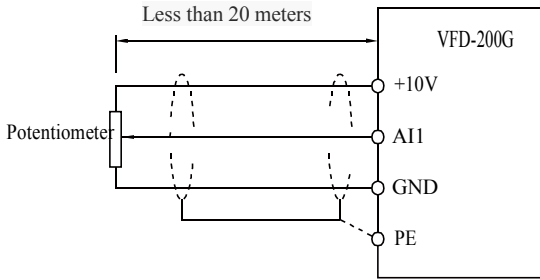 Less than 20 meters
VFD-200G
+10V
Potentiometer
AI1
GND
PE